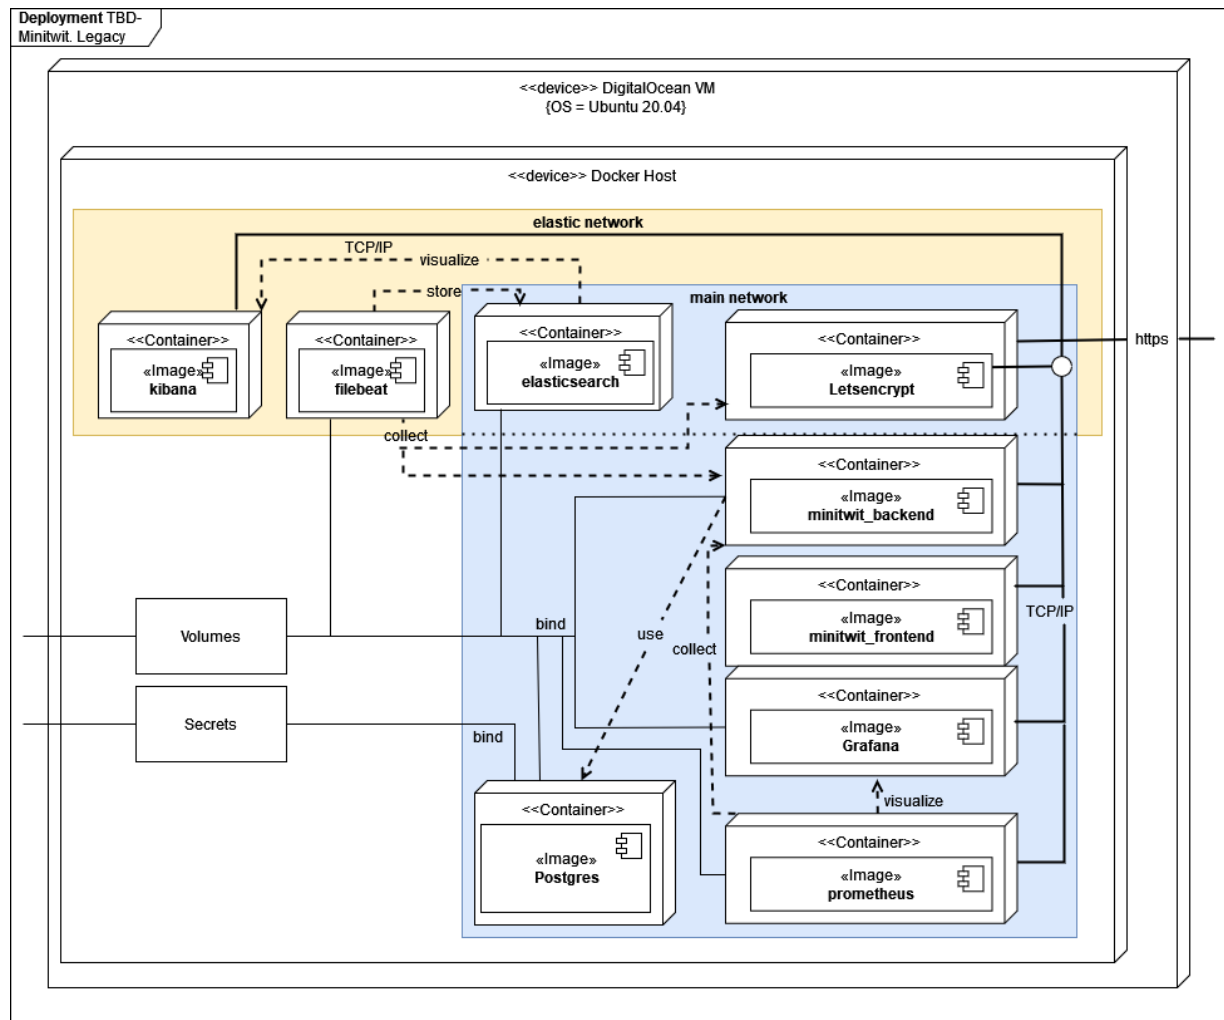 Deployment TBD-
Minitwit. Legacy
<<device>> DigitalOcean VM
{OS = Ubuntu 20.04}
<<device>> Docker Host
elastic network
TCP/IP
visualize
store
main network
<<Container>>
«Image»
kibana
<<Container>>
«Image»
filebeat
<<Container>>
«Image»
elasticsearch
<<Container>>
«Image»
Letsencrypt
https
collect
<<Container>>
«Image»
minitwit_backend
<<Container>>
«Image»
minitwit_frontend
TCP/IP
Volumes
bind
use
collect
<<Container>>
«Image»
Grafana
Secrets
bind
visualize
<<Container>>
«Image»
Postgres
<<Container>>
«Image»
prometheus